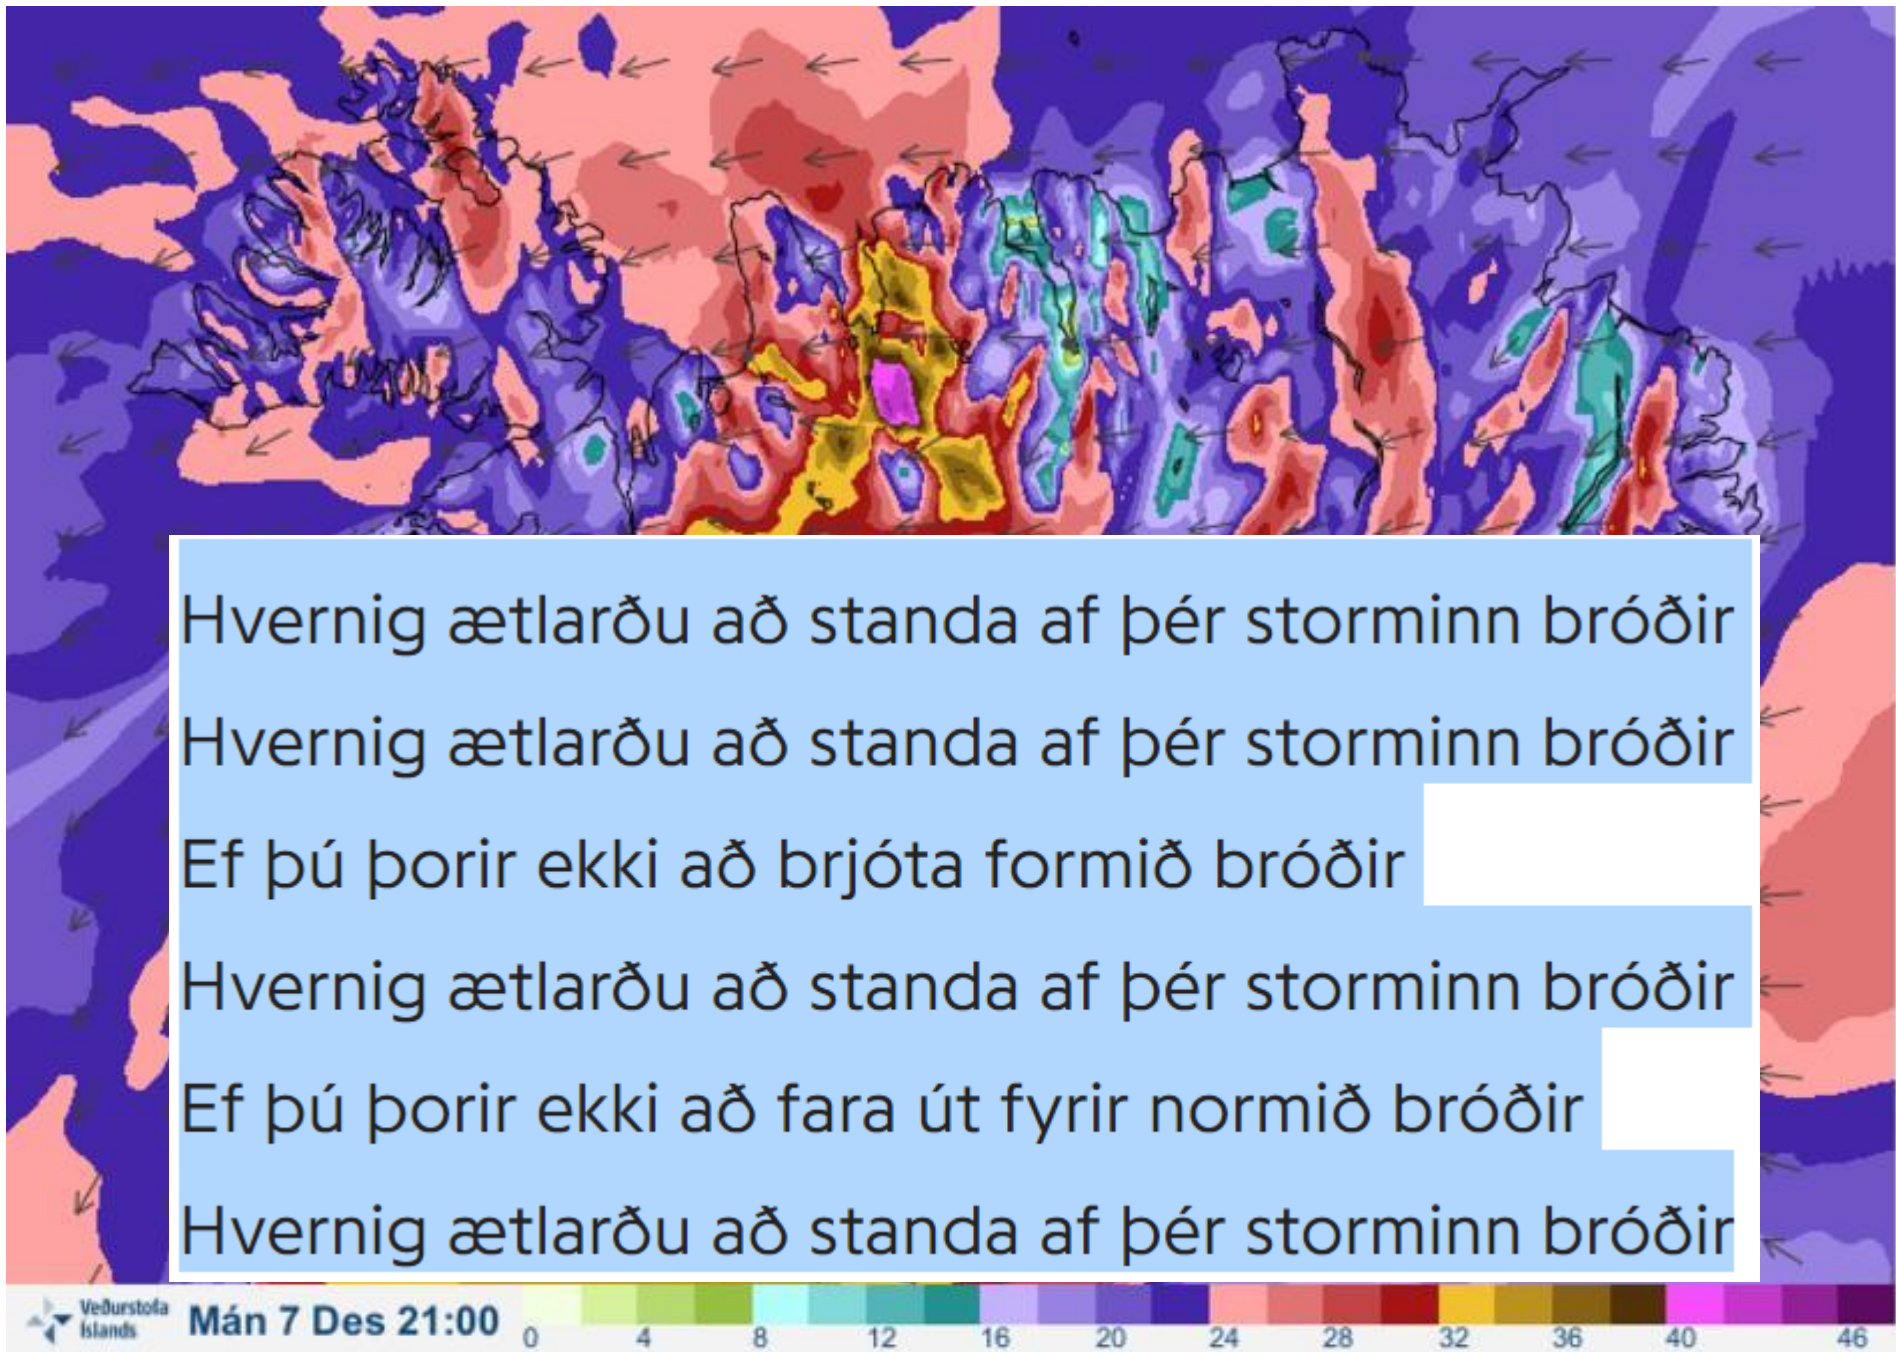 Hvernig ætlarðu að standa af þér storminn bróðir
Hvernig ætlarðu að standa af þér storminn bróðir
Ef þú þorir ekki að brjóta formið bróðir
Hvernig ætlarðu að standa af þér storminn bróðir
Ef þú þorir ekki að fara út fyrir normið bróðir
Hvernig ætlarðu að standa af þér storminn bróðir
Veðurstofa
Íslands
Mán 7 Des 21:00
0 4 8 12 16 20 24 28 32 36 40 46